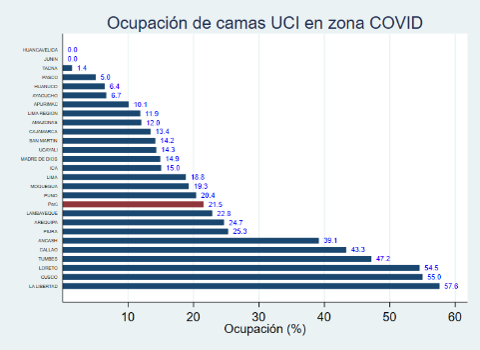 Ocupación de camas UCI en zona COVID
HUANCAVELICA 0.0
JUNIN 0.0
TACNA 1.4
PASCO 5.0
HUANUCO 6.4
AYACUCHO 6.7
APURIMAC 10.1
LIMA REGION 11.9
AMAZONAS 12.0
CAJAMARCA 13.4
SAN MARTIN 14.2
UCAYALI 14.3
MADRE DE DIOS 14.9
ICA 15.0
LIMA 18.8
MOQUEGUA 19.3
PUNO 20.4
Perú 21.5
LAMBAYEQUE 22.8
AREQUIPA 24.7
PIURA 25.3
ANCASH 39.1
CALLAO 43.3
TUMBES 47.2
LORETO 54.5
CUSCO 55.0
LA LIBERTAD 57.6
10 20 30 40 50 60
Ocupación (%)